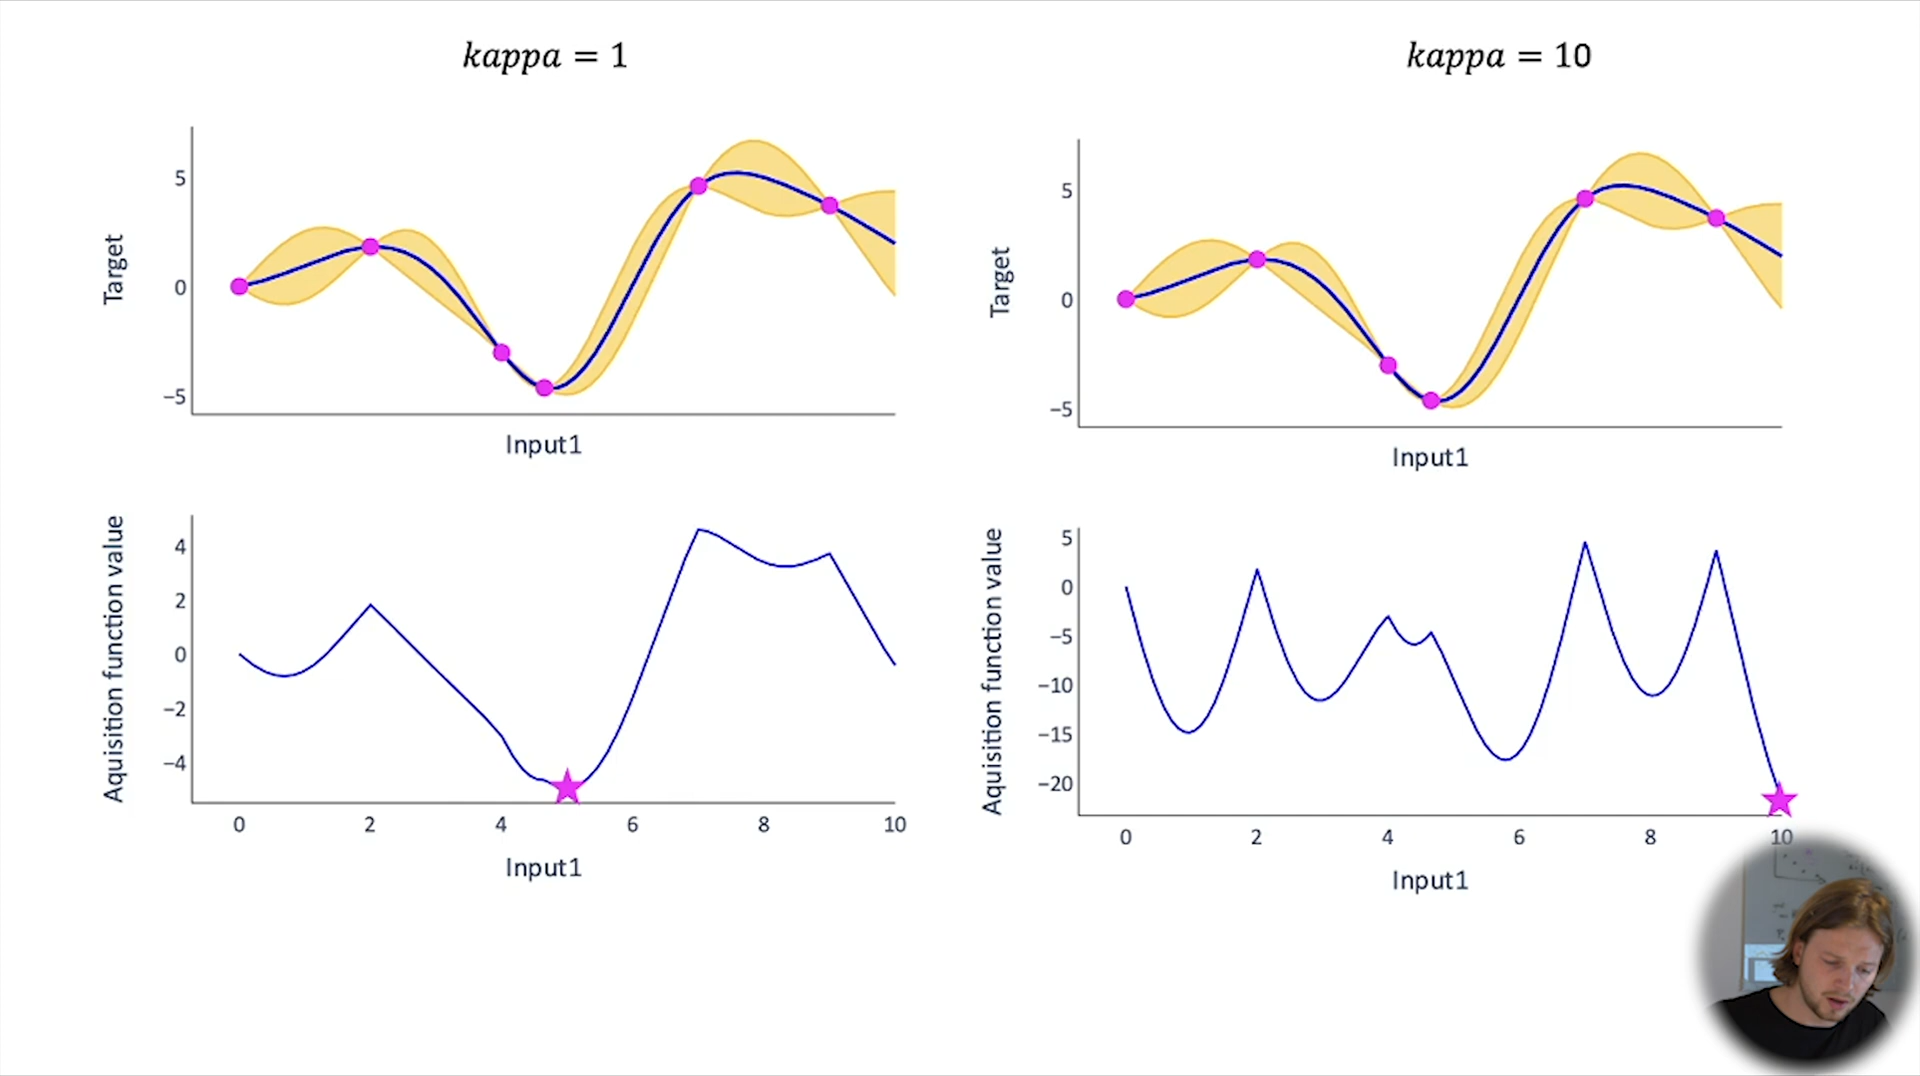 kappa = 1
5
0
−5
Target
Input1
Aquisition function value
4
2
0
−2
−4
0 2 4 6 8 10
Input1
kappa = 10
5
0
−5
Target
Input1
Aquisition function value
5
0
−5
−10
−15
−20
0 2 4 6 8 10
Input1